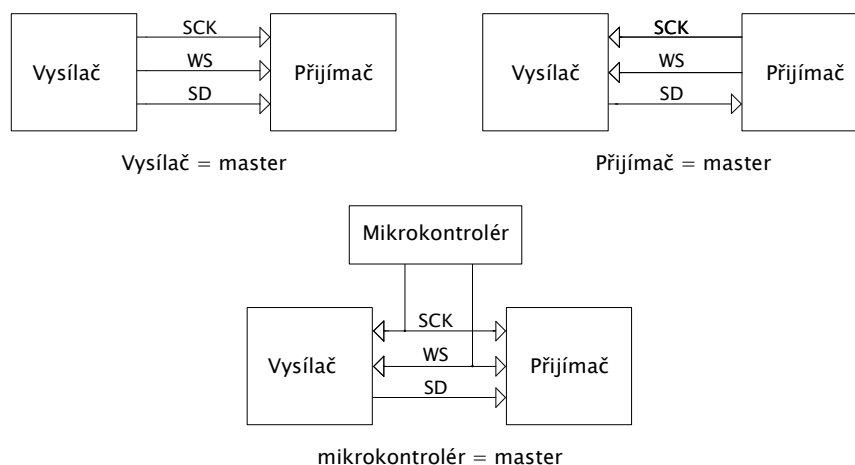 SCK
WS
SD
Vysílač
Přijímač
Vysílač = master
SCK
WS
SD
Vysílač
Přijímač
Přijímač = master
Mikrokontrolér
SCK
WS
SD
Vysílač
Přijímač
mikrokontrolér = master